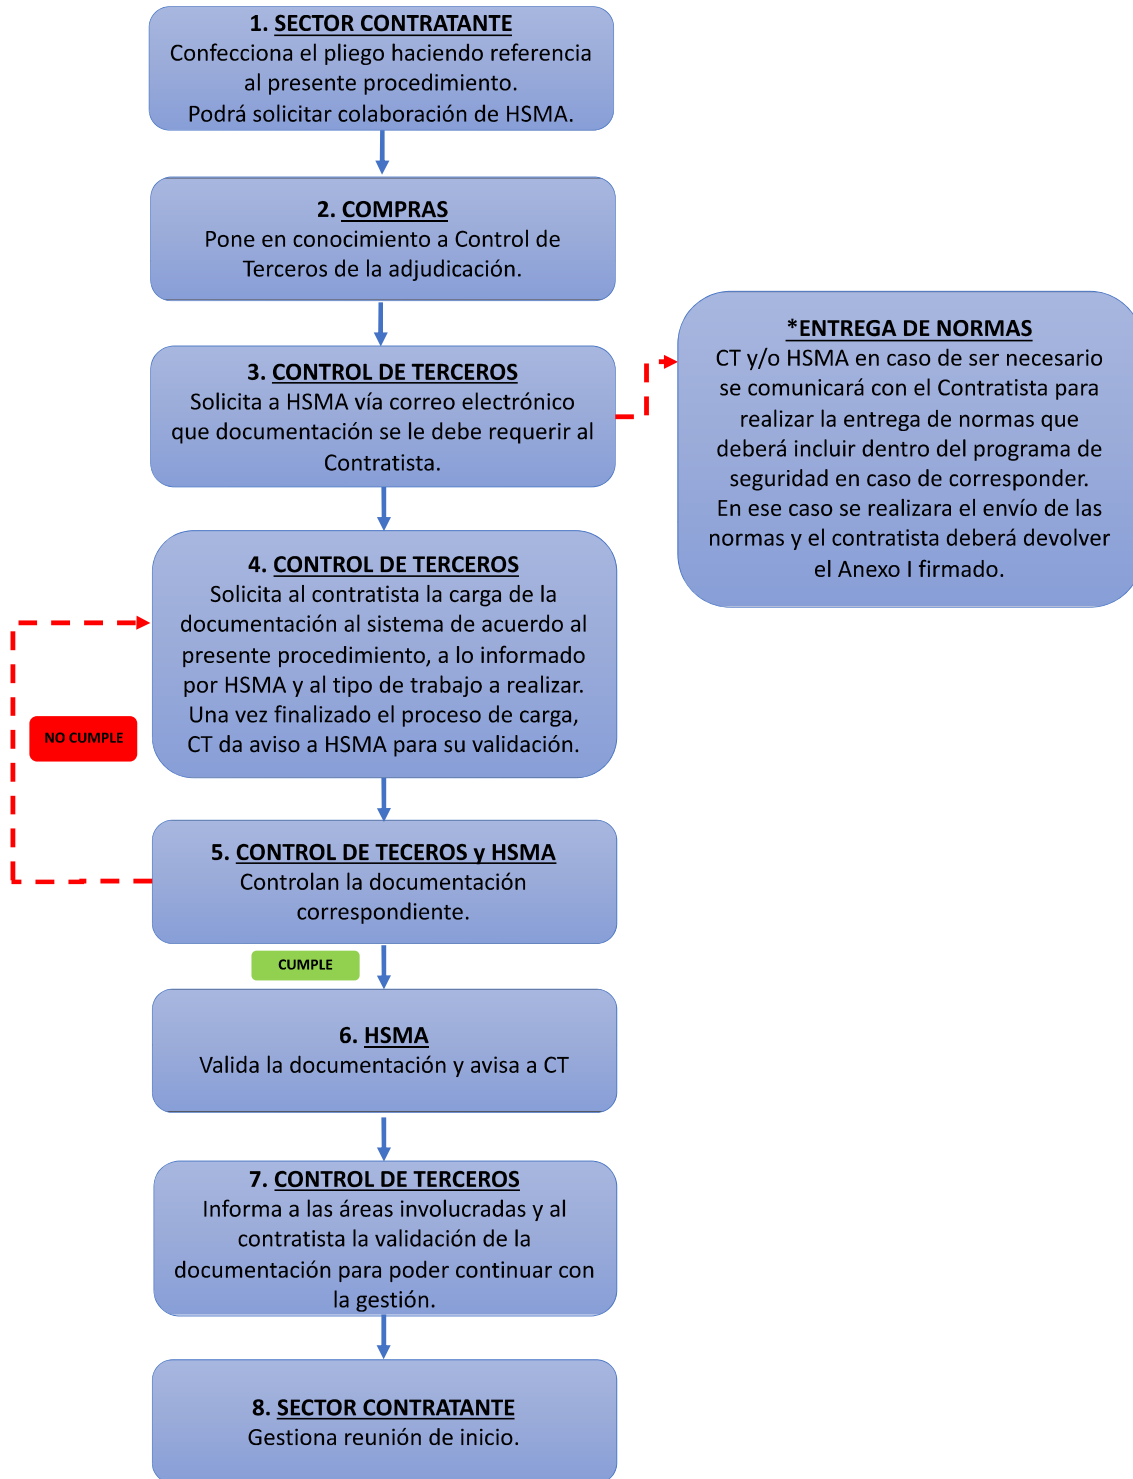 1. SECTOR CONTRATANTE
Confecciona el pliego haciendo referencia
al presente procedimiento.
Podrá solicitar colaboración de HSMA.
2. COMPRAS
Pone en conocimiento a Control de
Terceros de la adjudicación.
3. CONTROL DE TERCEROS
Solicita a HSMA vía correo electrónico
que documentación se le debe requerir al
Contratista.
*ENTREGA DE NORMAS
CT y/o HSMA en caso de ser necesario
se comunicará con el Contratista para
realizar la entrega de normas que
deberá incluir dentro del programa de
seguridad en caso de corresponder.
En ese caso se realizara el envío de las
normas y el contratista deberá devolver
el Anexo I firmado.
4. CONTROL DE TERCEROS
Solicita al contratista la carga de la
documentación al sistema de acuerdo al
presente procedimiento, a lo informado
por HSMA y al tipo de trabajo a realizar.
Una vez finalizado el proceso de carga,
CT da aviso a HSMA para su validación.
NO CUMPLE
5. CONTROL DE TECEROS y HSMA
Controlan la documentación
correspondiente.
CUMPLE
6. HSMA
Valida la documentación y avisa a CT
7. CONTROL DE TERCEROS
Informa a las áreas involucradas y al
contratista la validación de la
documentación para poder continuar con
la gestión.
8. SECTOR CONTRATANTE
Gestiona reunión de inicio.